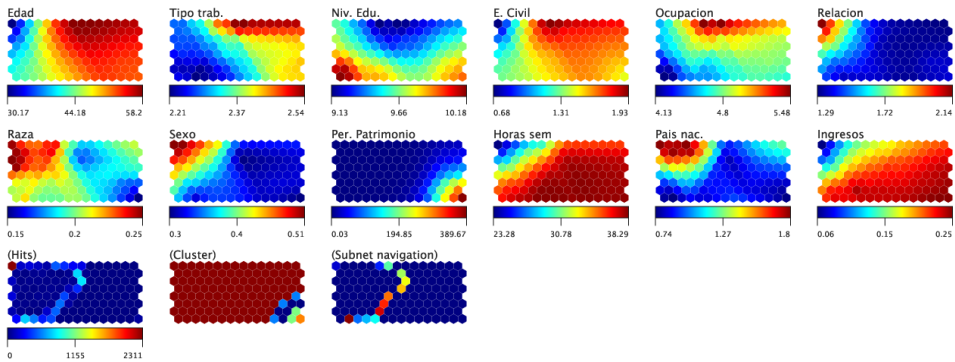 Edad Tipo trab. Niv. Edu. E. Civil Ocupacion Relacion
30.17 44.18 58.2 2.21 2.37 2.54 9.13 9.66 10.18 0.68 1.31 1.93 4.13 4.8 5.48 1.29 1.72 2.14
Raza Sexo Per. Patrimonio Horas sem Pais nac. Ingresos
0.15 0.2 0.25 0.3 0.4 0.51 0.03 194.85 389.67 23.28 30.78 38.29 0.74 1.27 1.8 0.06 0.15 0.25
(Hits) (Cluster) (Subnet navigation)
0 1155 2311